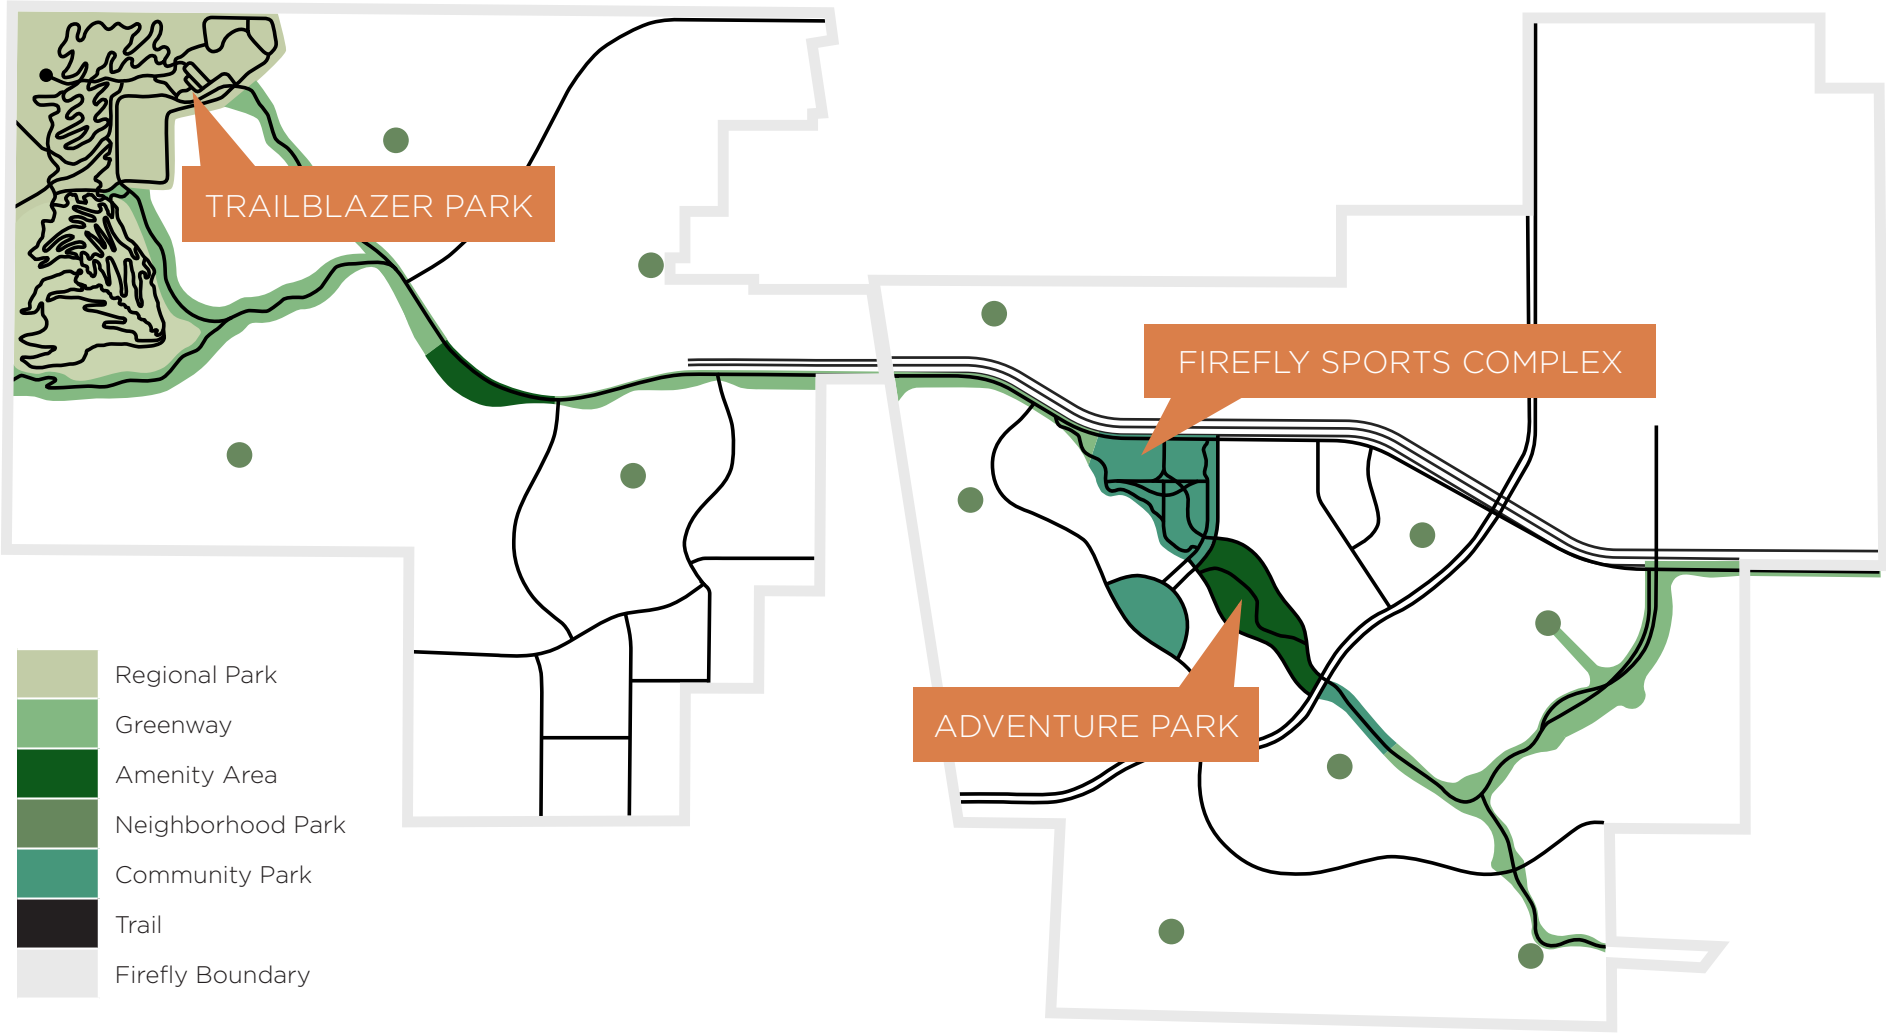 TRAILBLAZER PARK
FIREFLY SPORTS COMPLEX
ADVENTURE PARK
Regional Park
Greenway
Amenity Area
Neighborhood Park
Community Park
Trail
Firefly Boundary